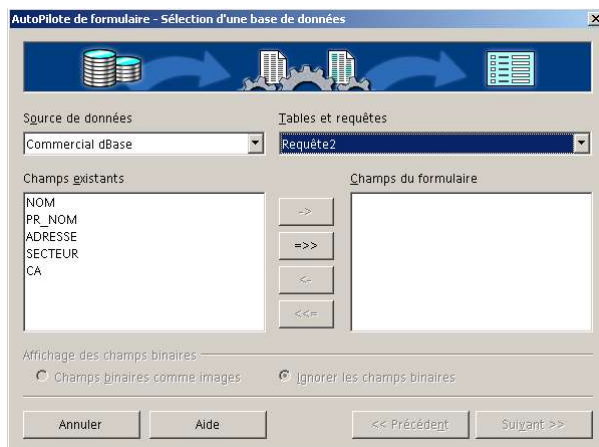 AutoPilote de formulaire - Sélection d'une base de données
Source de données
Tables et requêtes
Commercial dBase
Requête2
Champs existants
Champs du formulaire
NOM
PR_NOM
ADRESSE
SECTEUR
CA
->
=>>
<-
<<=
Affichage des champs binaires
Champs binaires comme images
Ignorer les champs binaires
Annuler
Aide
<< Précédent
Suivant >>